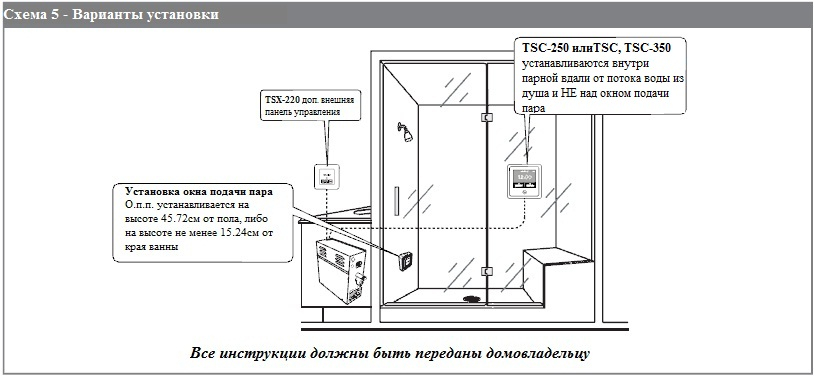 Схема 5 - Варианты установки
TSC-250 илиTSC, TSC-350
устанавливаются внутри
парной вдали от потока воды из
душа и НЕ над окном подачи
пара
TSX-220 доп. внешняя
панель управления
Установка окна подачи пара
О.п.п. устанавливается на
высоте 45.72см от пола, либо
на высоте не менее 15.24см от
края ванны
Все инструкции должны быть переданы домовладельцу